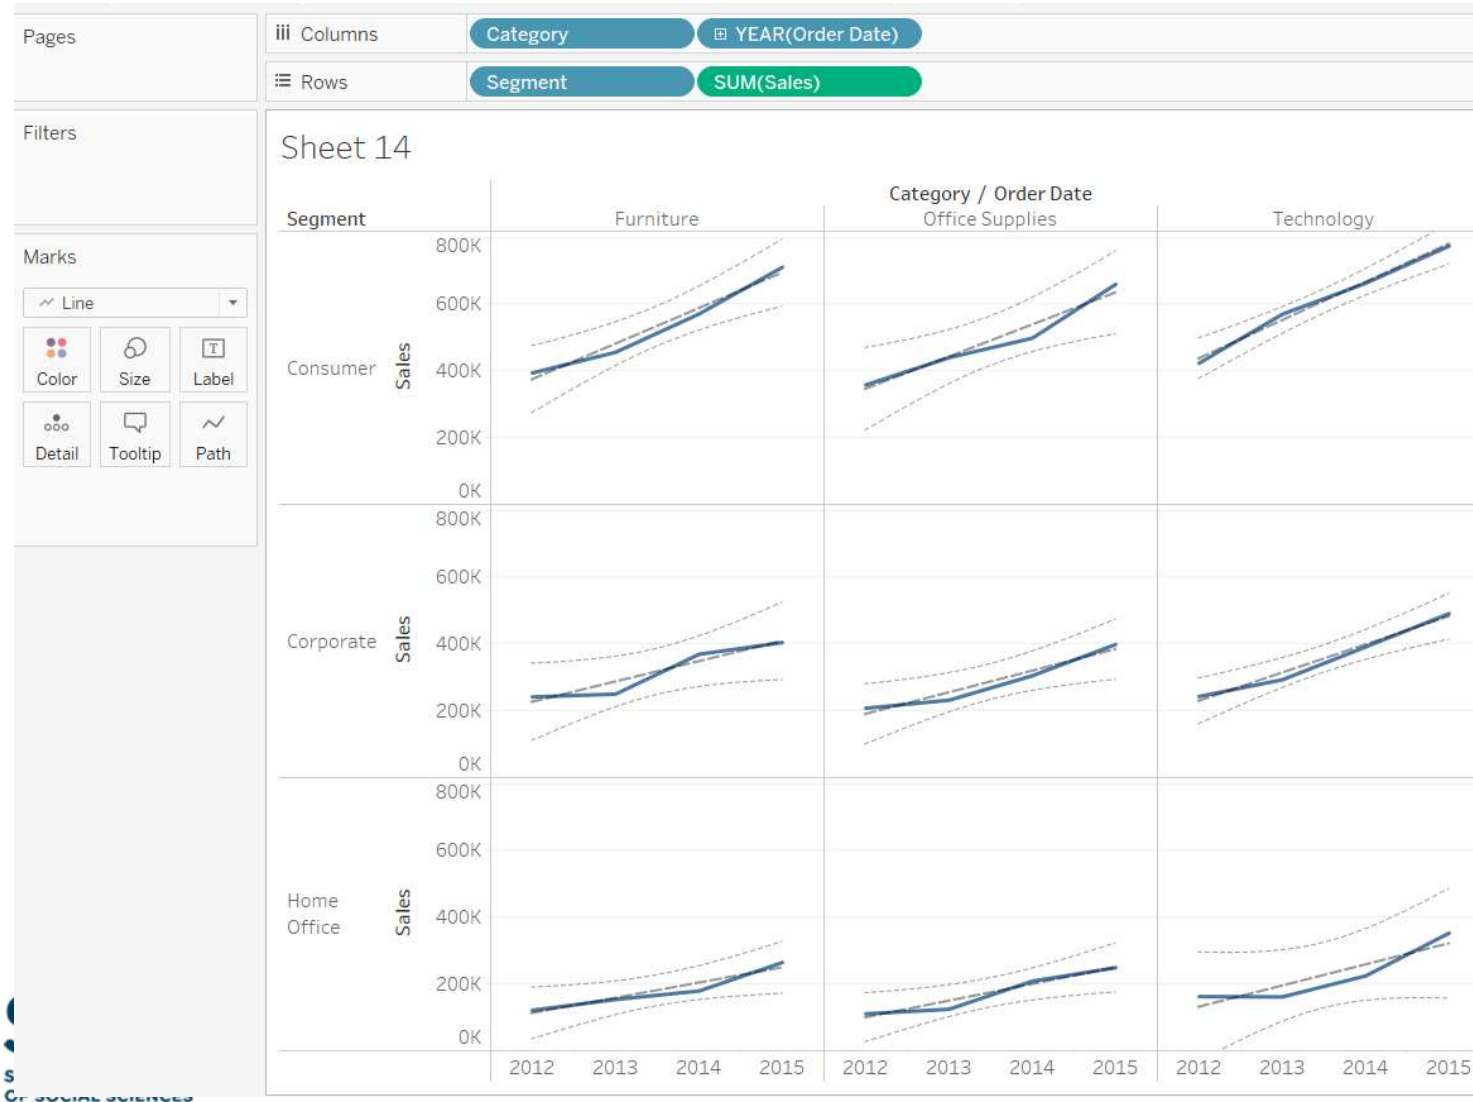 Pages
Columns
Category
YEAR(Order Date)
Rows
Segment
SUM(Sales)
Filters
Marks
Line
Color
Size
Label
Detail
Tooltip
Path
Sheet 14
Category / Order Date
Segment
Furniture
Office Supplies
Technology
Consumer
Sales
800K
600K
400K
200K
0K
Corporate
Sales
800K
600K
400K
200K
0K
Home
Office
Sales
800K
600K
400K
200K
0K
2012 2013 2014 2015 2012 2013 2014 2015 2012 2013 2014 2015
OF SOCIAL SCIENCES